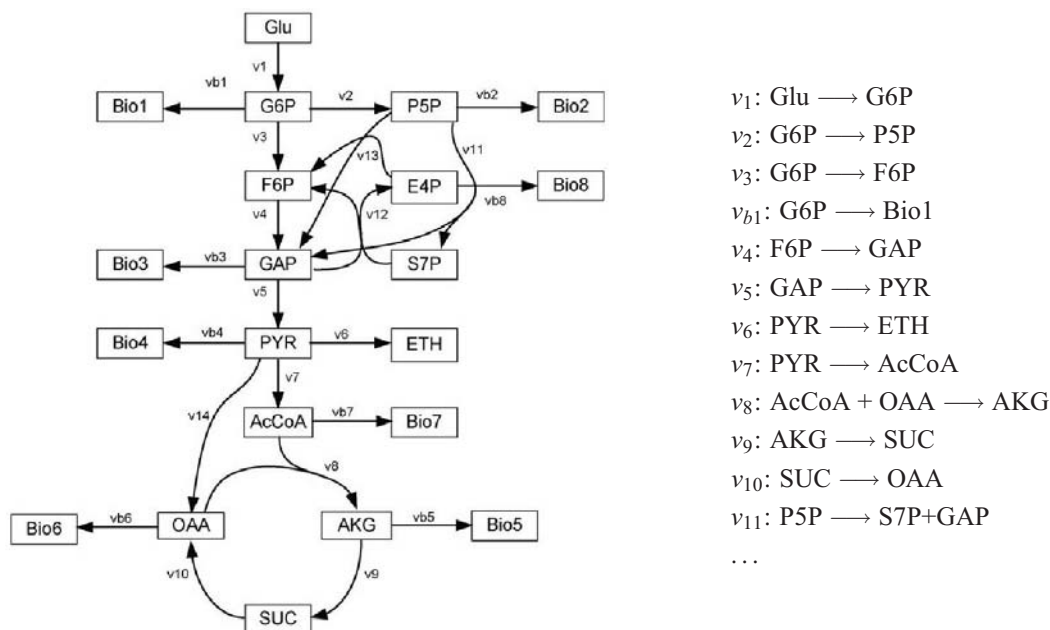 Glu
v1
vb1
v2
vb2
Bio1
G6P
P5P
Bio2
v3
v13
v11
F6P
E4P
Bio8
v4
v12
vb8
Bio3
vb3
GAP
S7P
v5
Bio4
vb4
PYR
v6
ETH
v7
v14
AcCoA
vb7
Bio7
v8
Bio6
vb6
OAA
AKG
vb5
Bio5
v10
v9
SUC
v1: Glu ⟶ G6P
v2: G6P ⟶ P5P
v3: G6P ⟶ F6P
vb1: G6P ⟶ Bio1
v4: F6P ⟶ GAP
v5: GAP ⟶ PYR
v6: PYR ⟶ ETH
v7: PYR ⟶ AcCoA
v8: AcCoA + OAA ⟶ AKG
v9: AKG ⟶ SUC
v10: SUC ⟶ OAA
v11: P5P ⟶ S7P+GAP
...